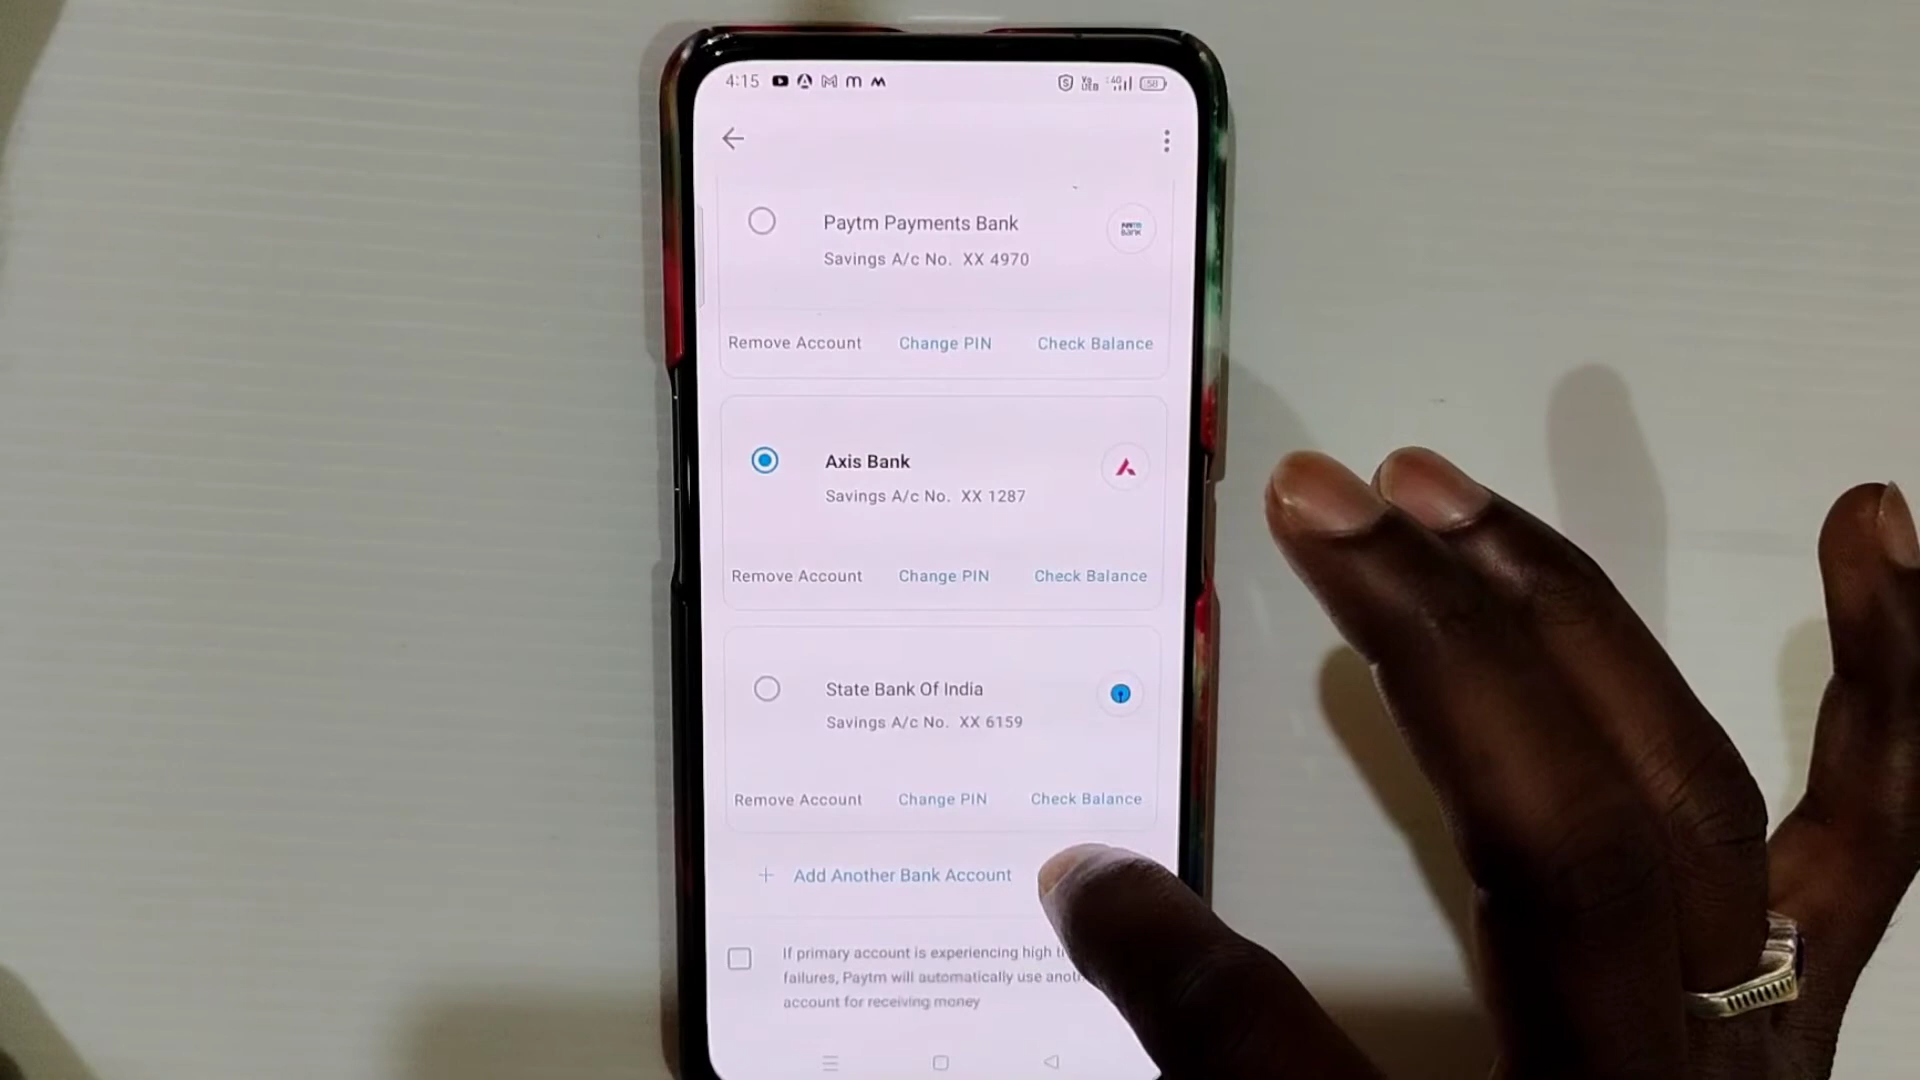 4:15
58
Paytm Payments Bank
Savings A/c No. XX 4970
Remove Account Change PIN Check Balance
Axis Bank
Savings A/c No. XX 1287
Remove Account Change PIN Check Balance
State Bank Of India
Savings A/c No. XX 6159
Remove Account Change PIN Check Balance
+ Add Another Bank Account
If primary account is experiencing high
failures, Paytm will automatically use
account for receiving money